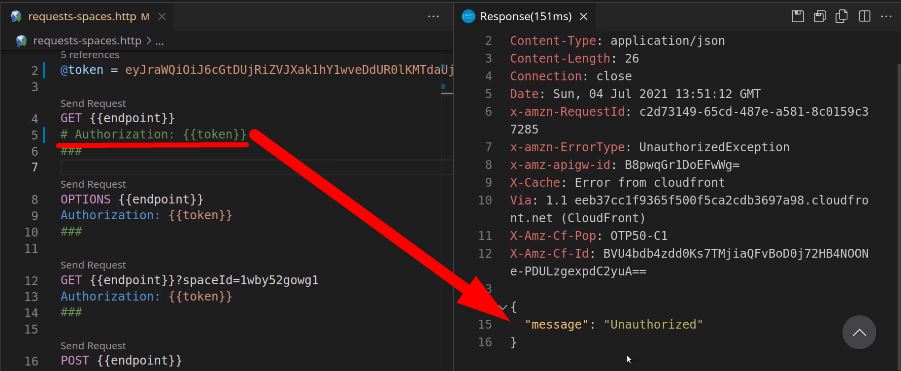 requests-spaces.http M
requests-spaces.http > ...
5 references
2 @token = eyJraWQiOiJ6cGtDUjRiZVJXak1hY1wveDdUR0lKMTdaUj
3
Send Request
4 GET {{endpoint}}
5 # Authorization: {{token}}
6 ###
7
Send Request
8 OPTIONS {{endpoint}}
9 Authorization: {{token}}
10 ###
11
Send Request
12 GET {{endpoint}}?spaceId=1wby52gowg1
13 Authorization: {{token}}
14 ###
15
Send Request
16 POST {{endpoint}}
Response(151ms)
2 Content-Type: application/json
3 Content-Length: 26
4 Connection: close
5 Date: Sun, 04 Jul 2021 13:51:12 GMT
6 x-amzn-RequestId: c2d73149-65cd-487e-a581-8c0159c3
7285
7 x-amzn-ErrorType: UnauthorizedException
8 x-amz-apigw-id: B8pwqGr1DoEFwWg=
9 X-Cache: Error from cloudfront
10 Via: 1.1 eeb37cc1f9365f500f5ca2cdb3697a98.cloudfro
nt.net (CloudFront)
11 X-Amz-Cf-Pop: OTP50-C1
12 X-Amz-Cf-Id: BVU4bdb4zdd0Ks7TMjiaQFvBoD0j72HB4NOON
e-PDULzgexpdC2yuA==
{
15 "message": "Unauthorized"
16 }